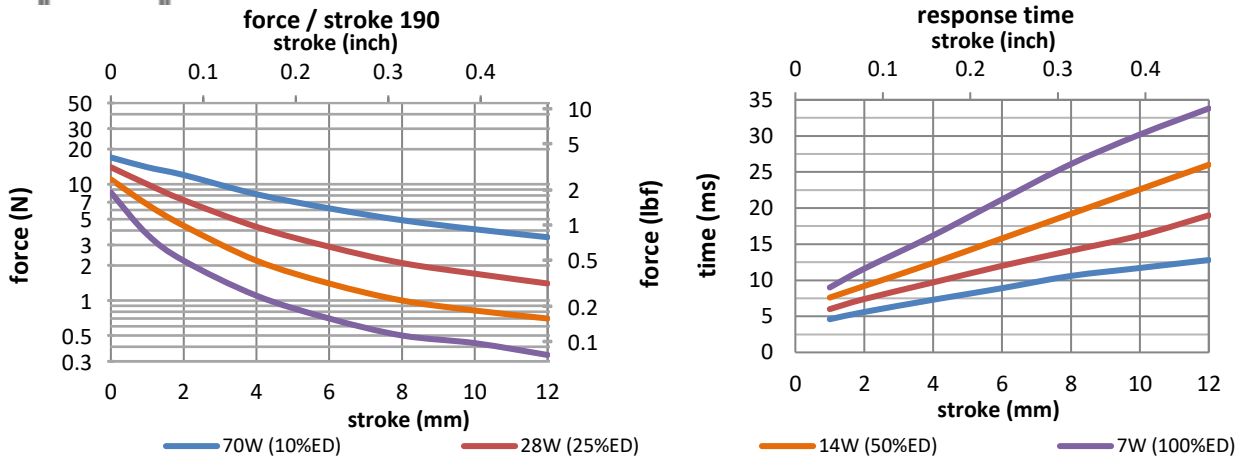 force / stroke 190
stroke (inch)
0 0.1 0.2 0.3 0.4
50
30
20
10
7
5
3
2
1
0.5
0.3
force (N)
10
5
2
1
0.5
0.2
0.1
force (lbf)
0 2 4 6 8 10 12
stroke (mm)
response time
stroke (inch)
0 0.1 0.2 0.3 0.4
35
30
25
20
15
10
5
0
time (ms)
0 2 4 6 8 10 12
stroke (mm)
70W (10%ED) 28W (25%ED) 14W (50%ED) 7W (100%ED)